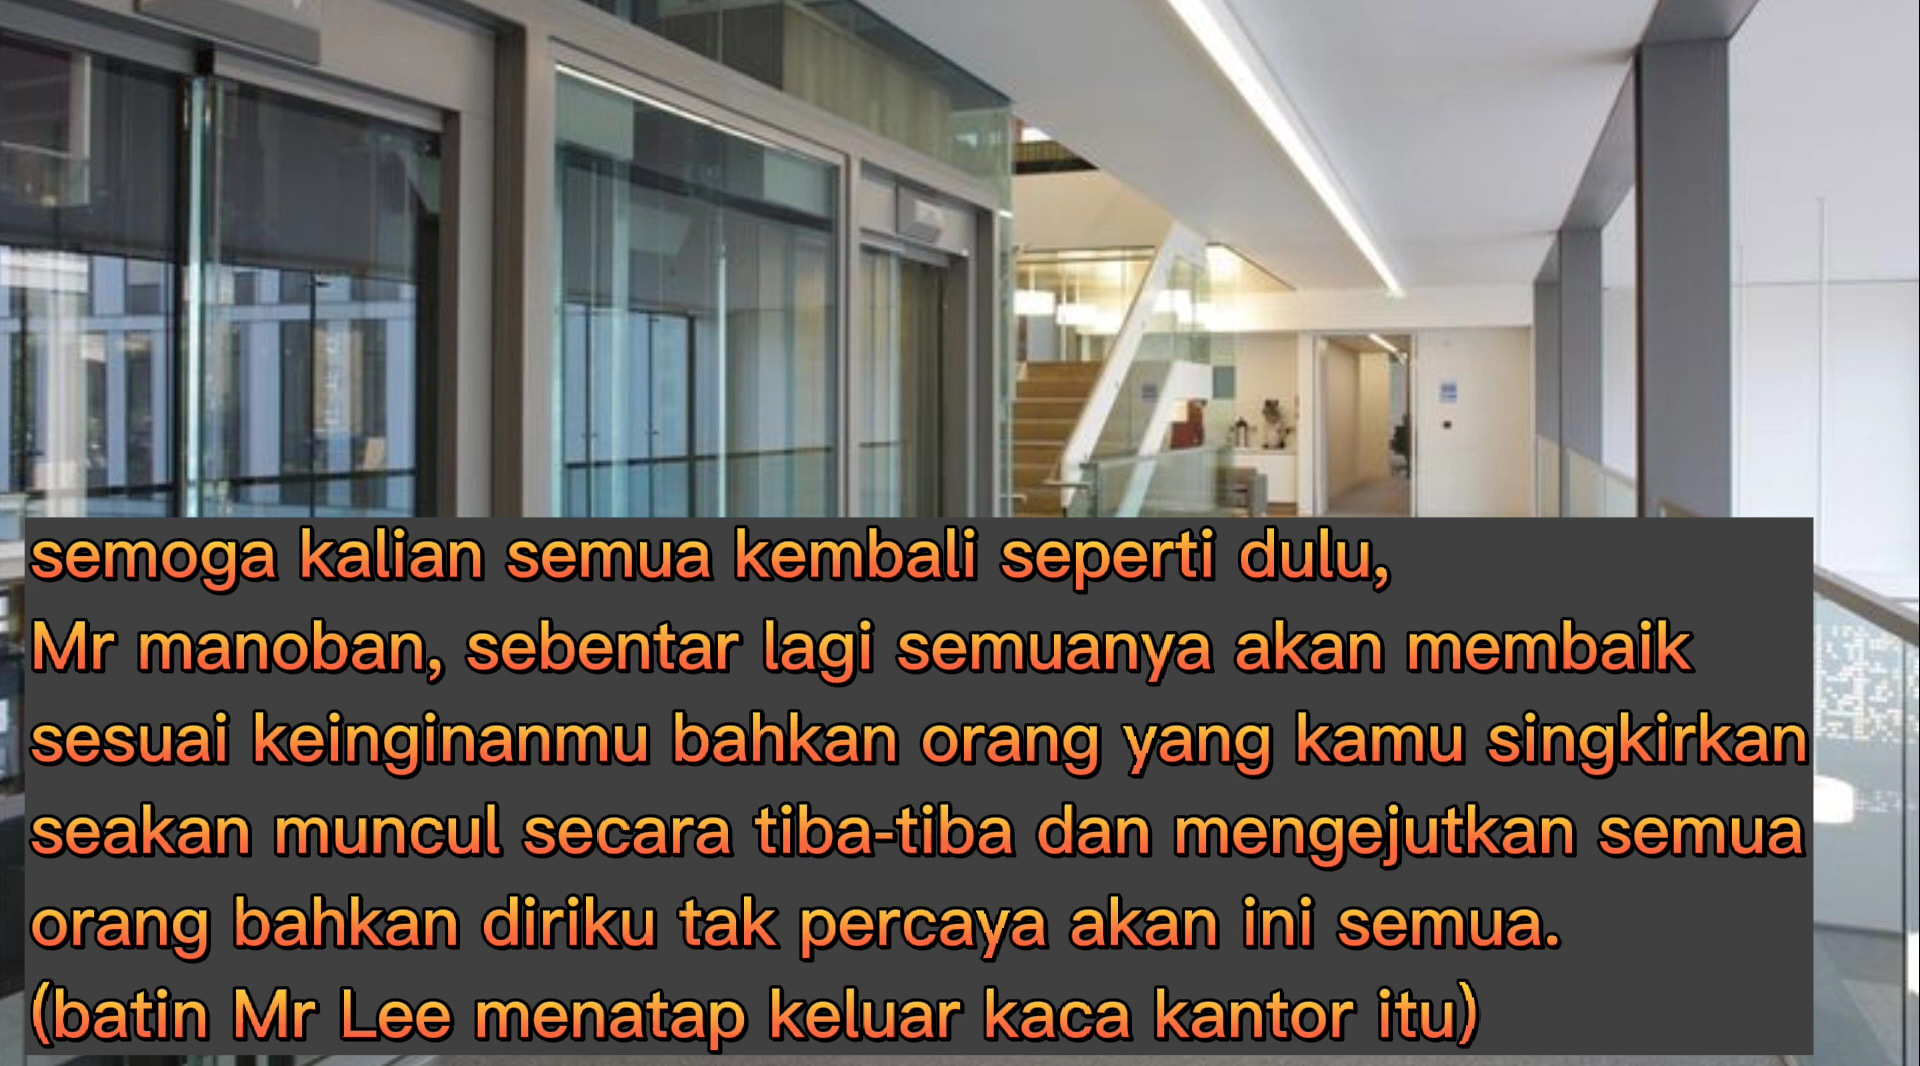 semoga kalian semua kembali seperti dulu,
Mr manoban, sebentar lagi semuanya akan membaik
sesuai keinginanmu bahkan orang yang kamu singkirkan
seakan muncul secara tiba-tiba dan mengejutkan semua
orang bahkan diriku tak percaya akan ini semua.
(batin Mr Lee menatap keluar kaca kantor itu)